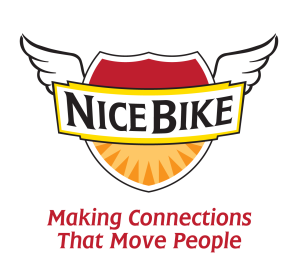 NICE BIKE
Making Connections
That Move People